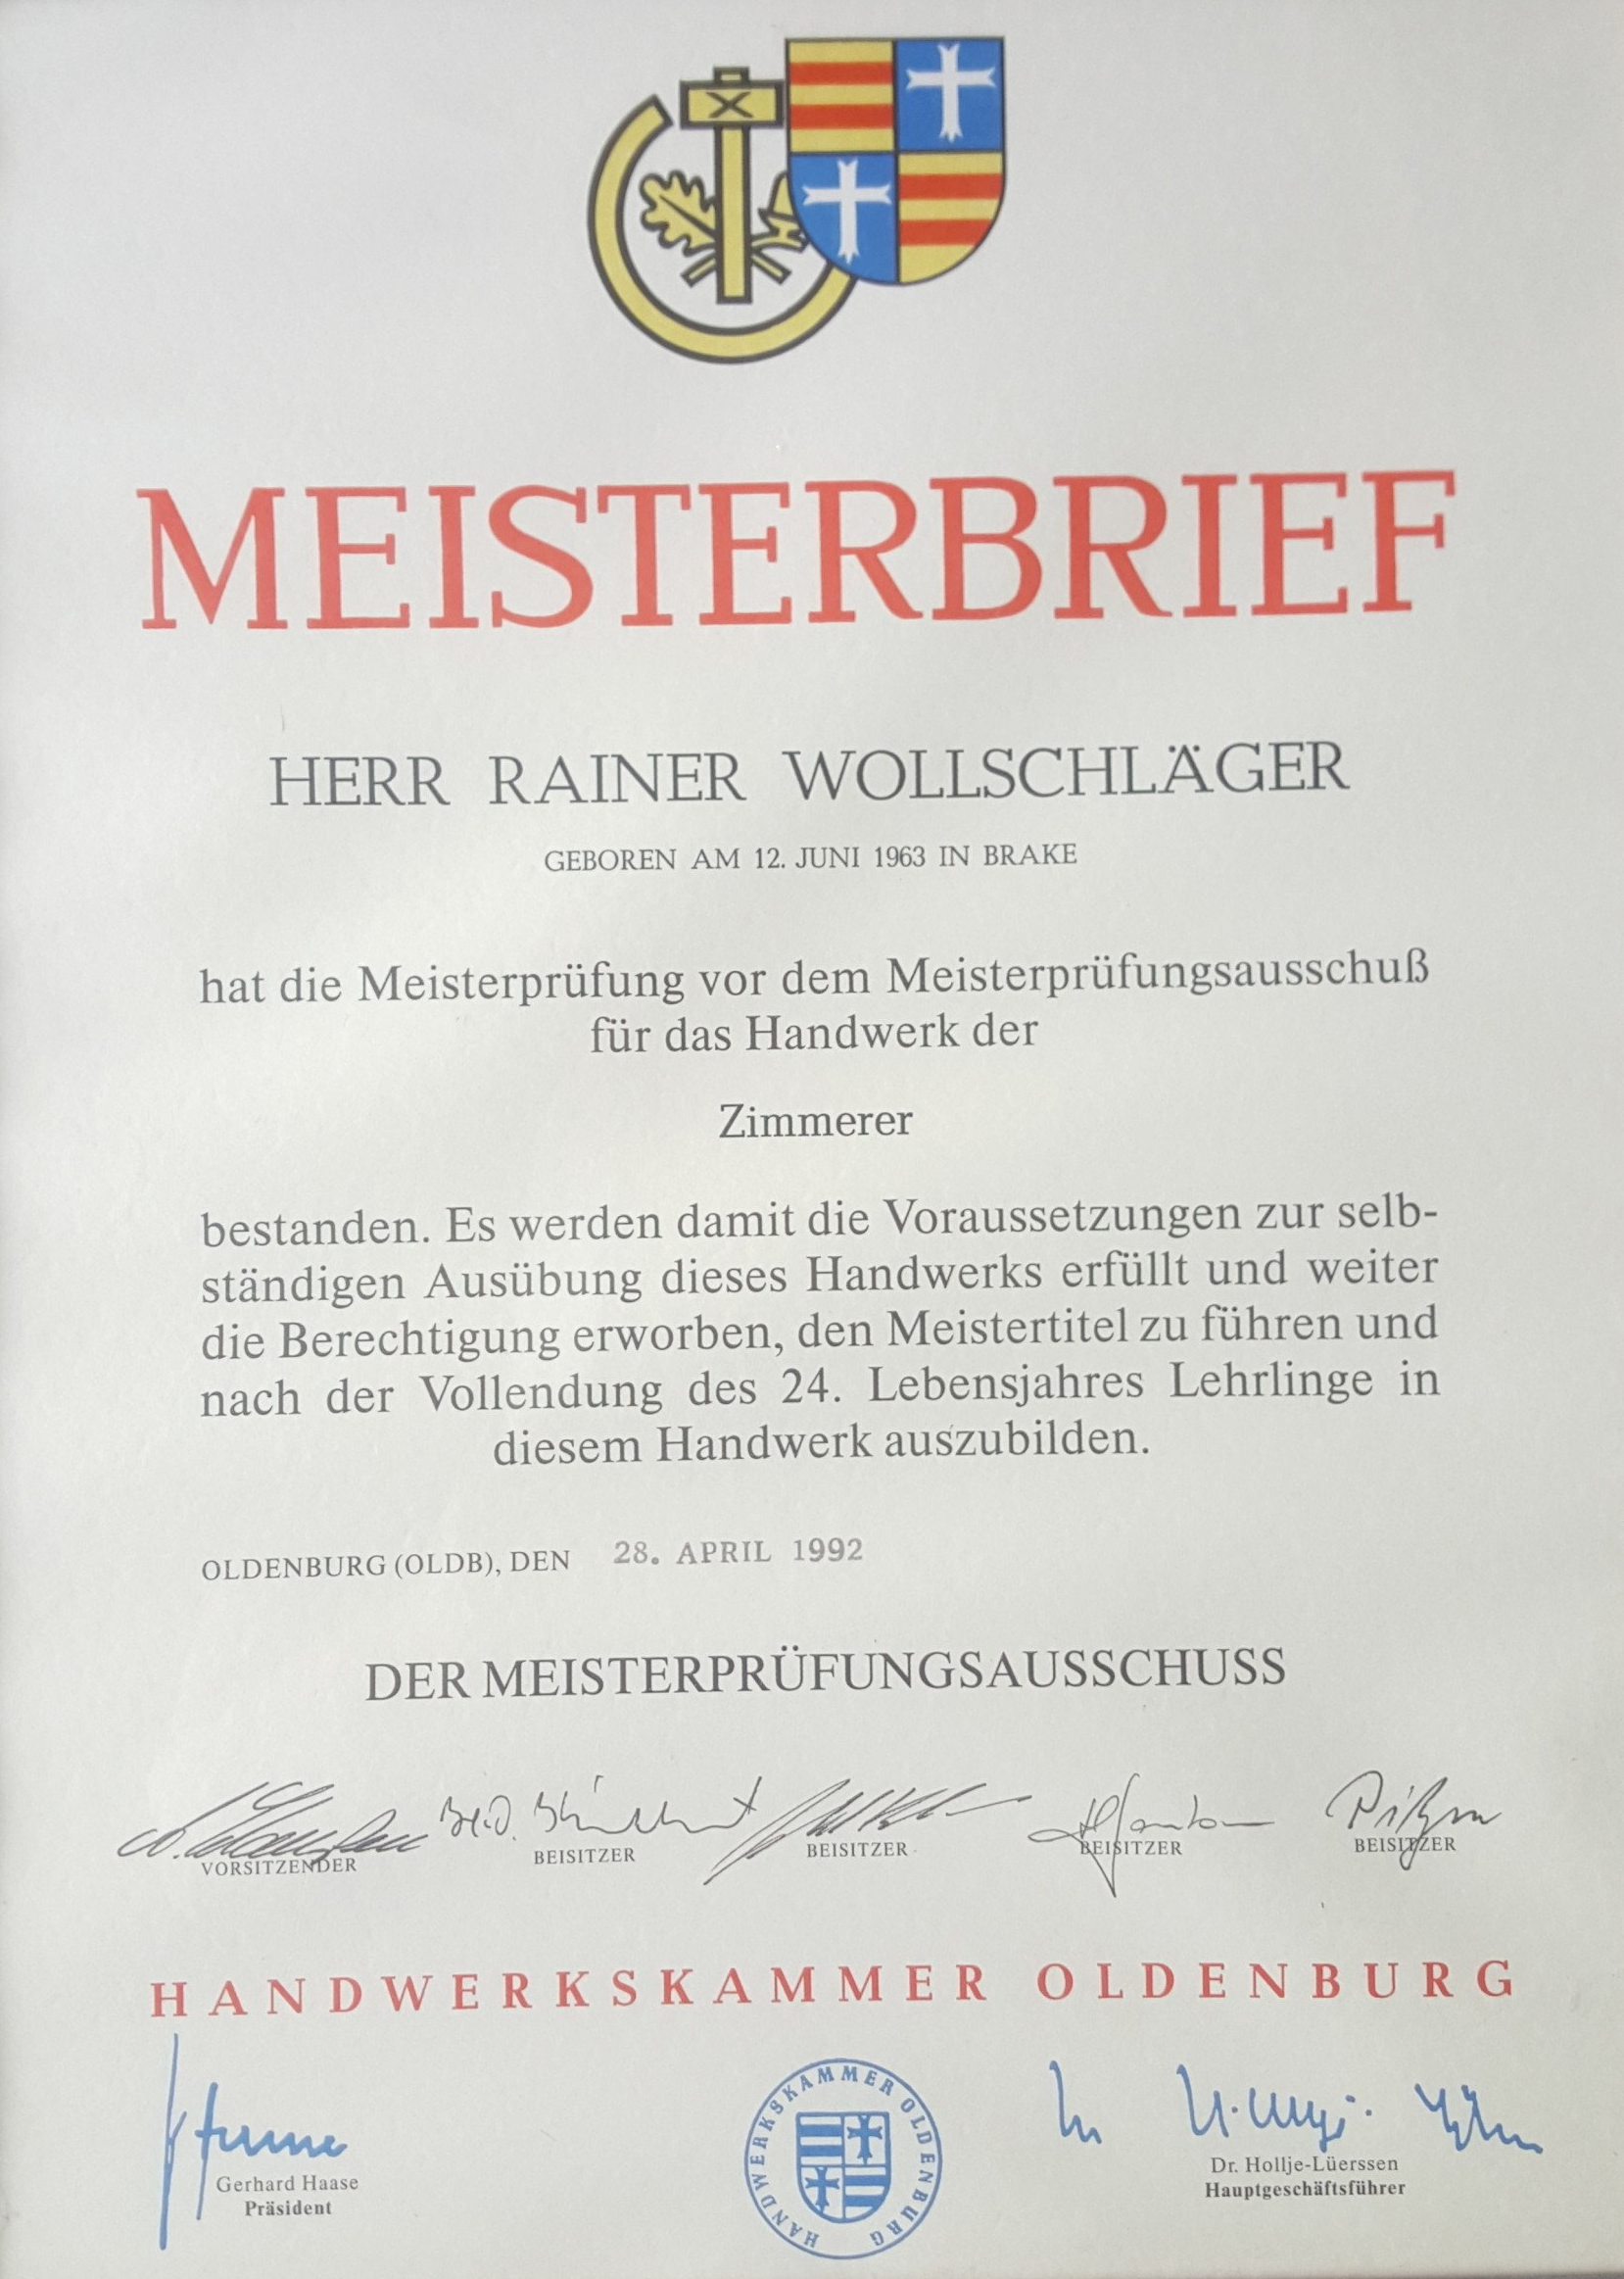 MEISTERBRIEF
HERR RAINER WOLLSCHLÄGER
GEBOREN AM 12. JUNI 1963 IN BRAKE
hat die Meisterprüfung vor dem Meisterprüfungsausschuß
für das Handwerk der
Zimmerer
bestanden. Es werden damit die Voraussetzungen zur selb-
ständigen Ausübung dieses Handwerks erfüllt und weiter
die Berechtigung erworben, den Meistertitel zu führen und
nach der Vollendung des 24. Lebensjahres Lehrlinge in
diesem Handwerk auszubilden.
OLDENBURG (OLDB), DEN 28. APRIL 1992
DER MEISTERPRÜFUNGSAUSSCHUSS
VORSITZENDER BEISITZER BEISITZER BEISITZER BEISITZER
HANDWERKSKAMMER OLDENBURG
HANDWERKSKAMMER OLDENBURG
Gerhard Haase
Präsident
Dr. Hollje-Lüerssen
Hauptgeschäftsführer